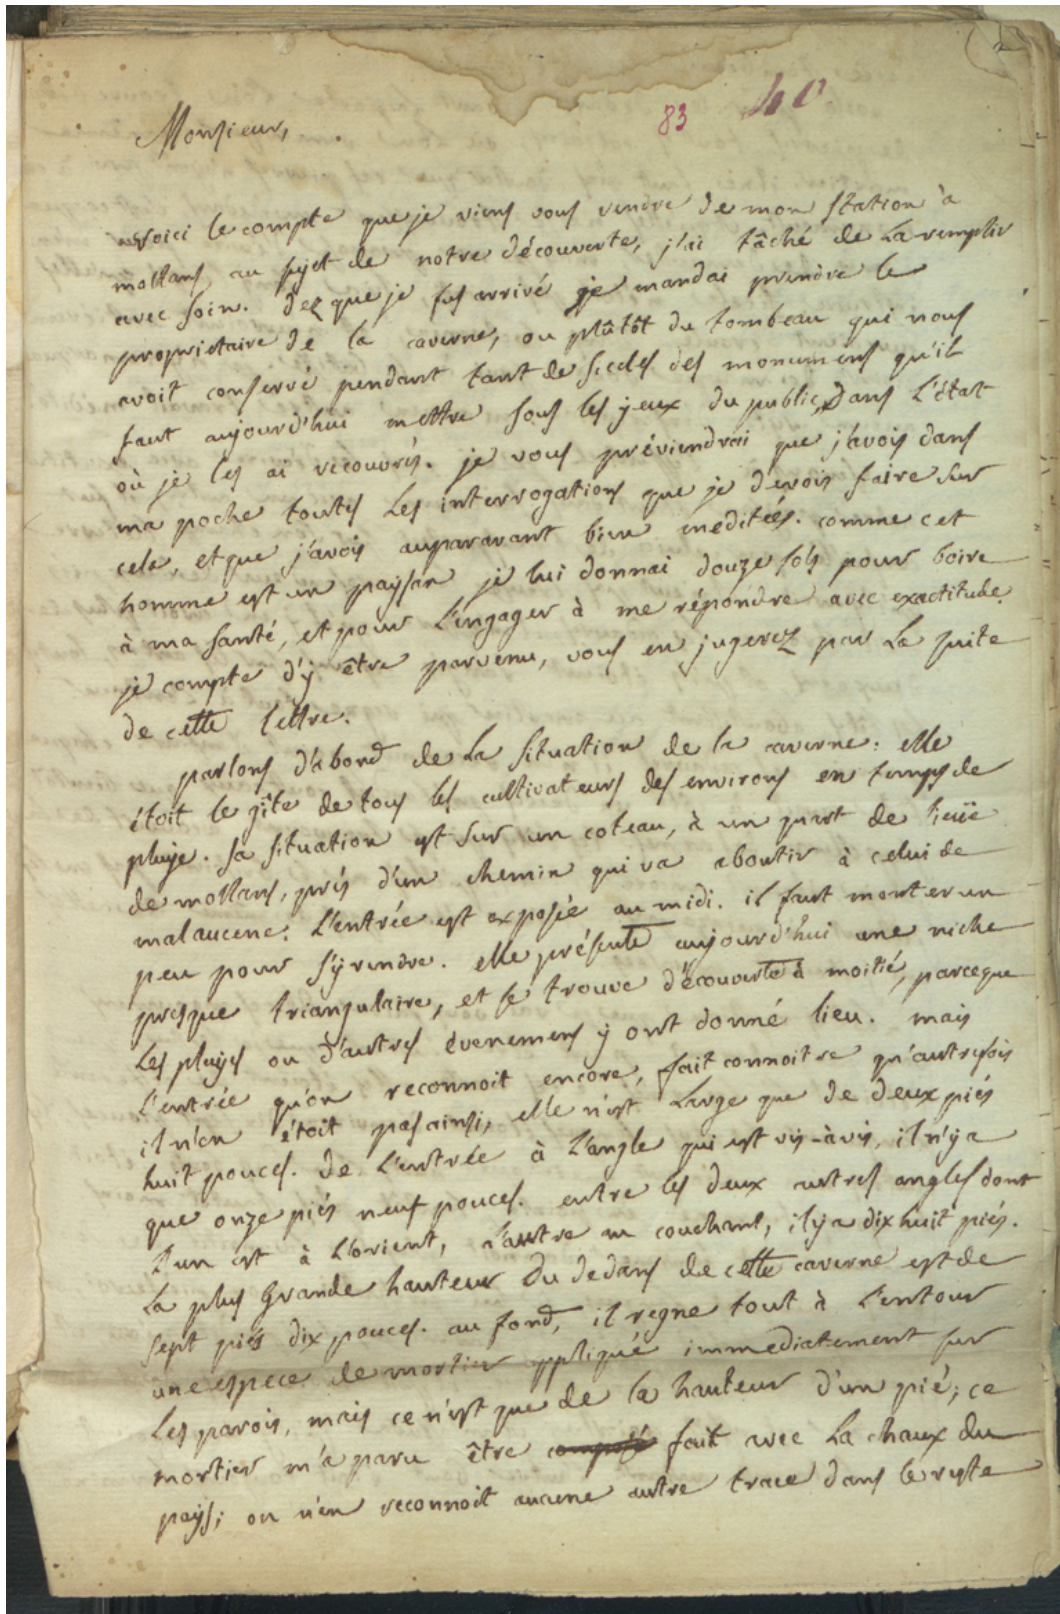 83 40
Monsieur,
voici le compte que je viens vous rendre de mon station à
mollans au sujet de notre découverte, j'ai tâché de la remplir
avec soin. dez que je fus arrivé je mandai prendre le
proprietaire de la caverne, ou plûtôt du tombeau qui nous
avoit conservé pendant tant de siecles des monumens qu'il
faut aujourd'hui mettre sous les yeux du public, dans l'état
où je les ai recouvrés. je vous préviendrai que j'avois dans
ma poche toutes les interrogations que je devois faire sur
cela, et que j'avois auparavant bien meditées. comme cet
homme est un paysan je lui donnai douze sols pour boire
à ma santé, et pour l'engager à me répondre avec exactitude.
je compte d'y être parvenu, vous en jugerez par la suite
de cette lettre.
parlons d'abord de la situation de la caverne: elle
étoit le gîte de tous les cultivateurs des environs en temps de
pluye. sa situation est sur un coteau, à un quart de lieüe
de mollans, prés d'un chemin qui va aboutir à celui de
malaucene. l'entrée est exposée au midi. il faut monter un
peu pour s'y rendre. elle présente aujourd'hui une niche
presque triangulaire, et se trouve découverte à moitié, parceque
les pluyes ou d'autres évenemens y ont donné lieu. mais
l'entrée qu'on reconnoit encore, fait connoitre qu'autrefois
il n'en étoit pas ainsi, elle n'est large que de deux piés
huit pouces. de l'entrée à l'angle qui est vis-à-vis, il n'y a
que onze piés neuf pouces. entre les deux autres angles dont
l'un est à l'orient, l'autre au couchant, il y a dix huit piés.
la plus grande hauteur du dedans de cette caverne est de
sept piés dix pouces. au fond, il regne tout à l'entour
une espece de mortier appliqué immediatement sur
les parois, mais ce n'est que de la hauteur d'un pié; ce
mortier m'a paru être composé fait avec la chaux du
pays; on n'en reconnoit aucune autre trace dans le reste